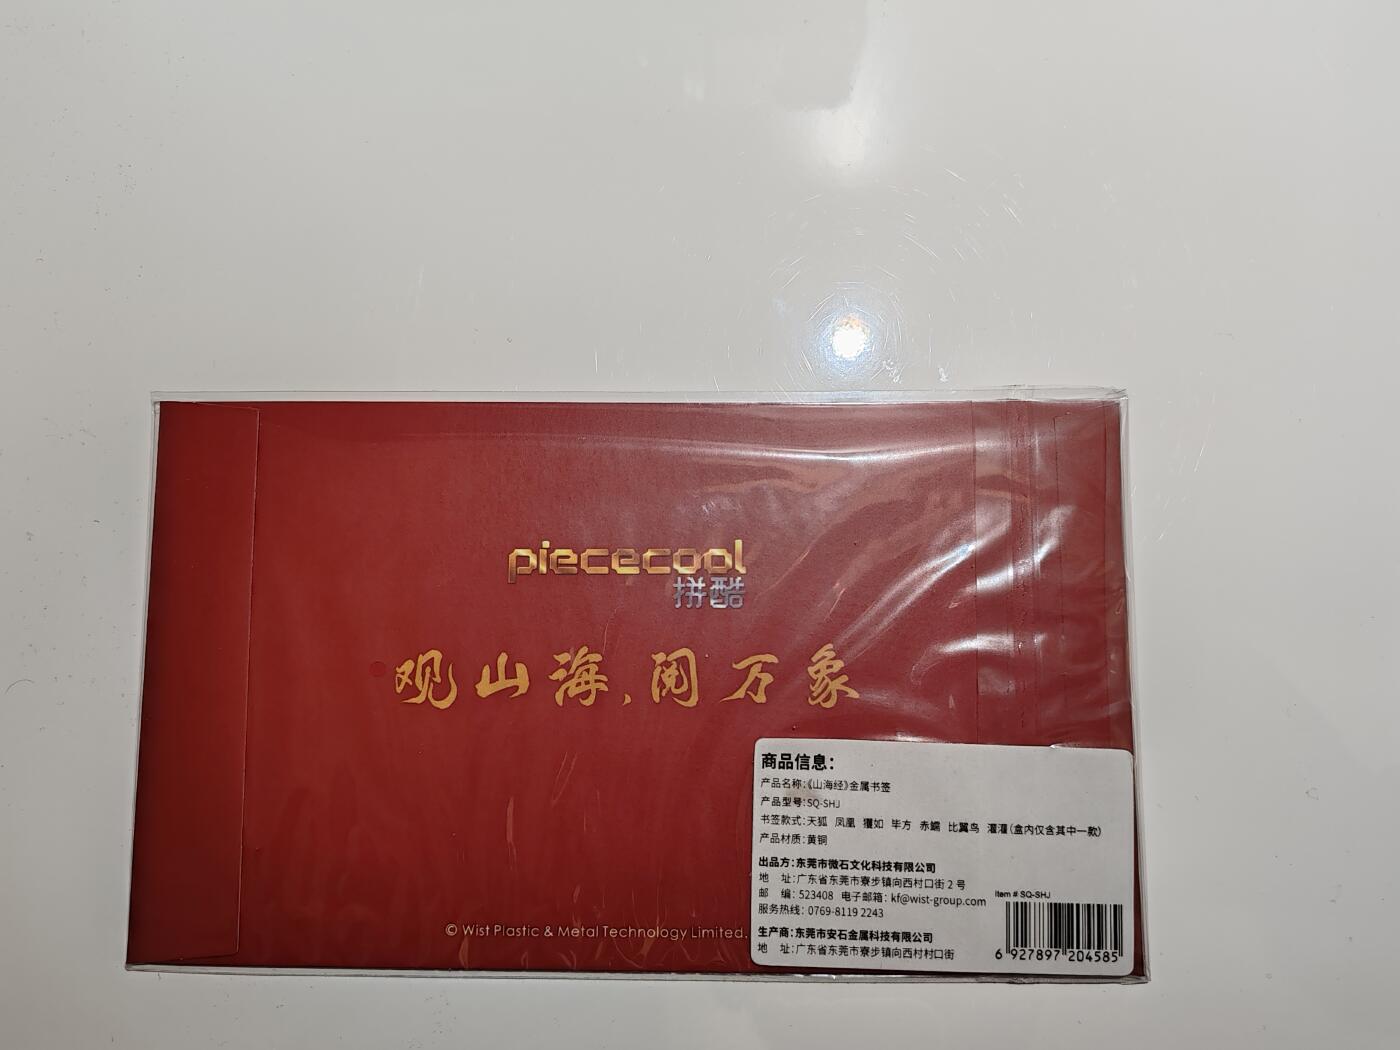 piececool
拼酷
观山海,阅万象
© Wist Plastic & Metal Technology Limited.
商品信息：
产品名称：《山海经》金属书签
产品型号：SQ-SHJ
书签款式：天狐 凤凰 玃如 毕方 赤鱬 比翼鸟 灌灌（盒内仅含其中一款）
产品材质：黄铜
出品方：东莞市微石文化科技有限公司
地 址：广东省东莞市寮步镇向西村口街 2 号
邮 编：523408 电子邮箱：kf@wist-group.com
服务热线：0769-8119 2243
生产商：东莞市安石金属科技有限公司
地 址：广东省东莞市寮步镇向西村村口街
Item # SQ-SHJ
6 927897 204585